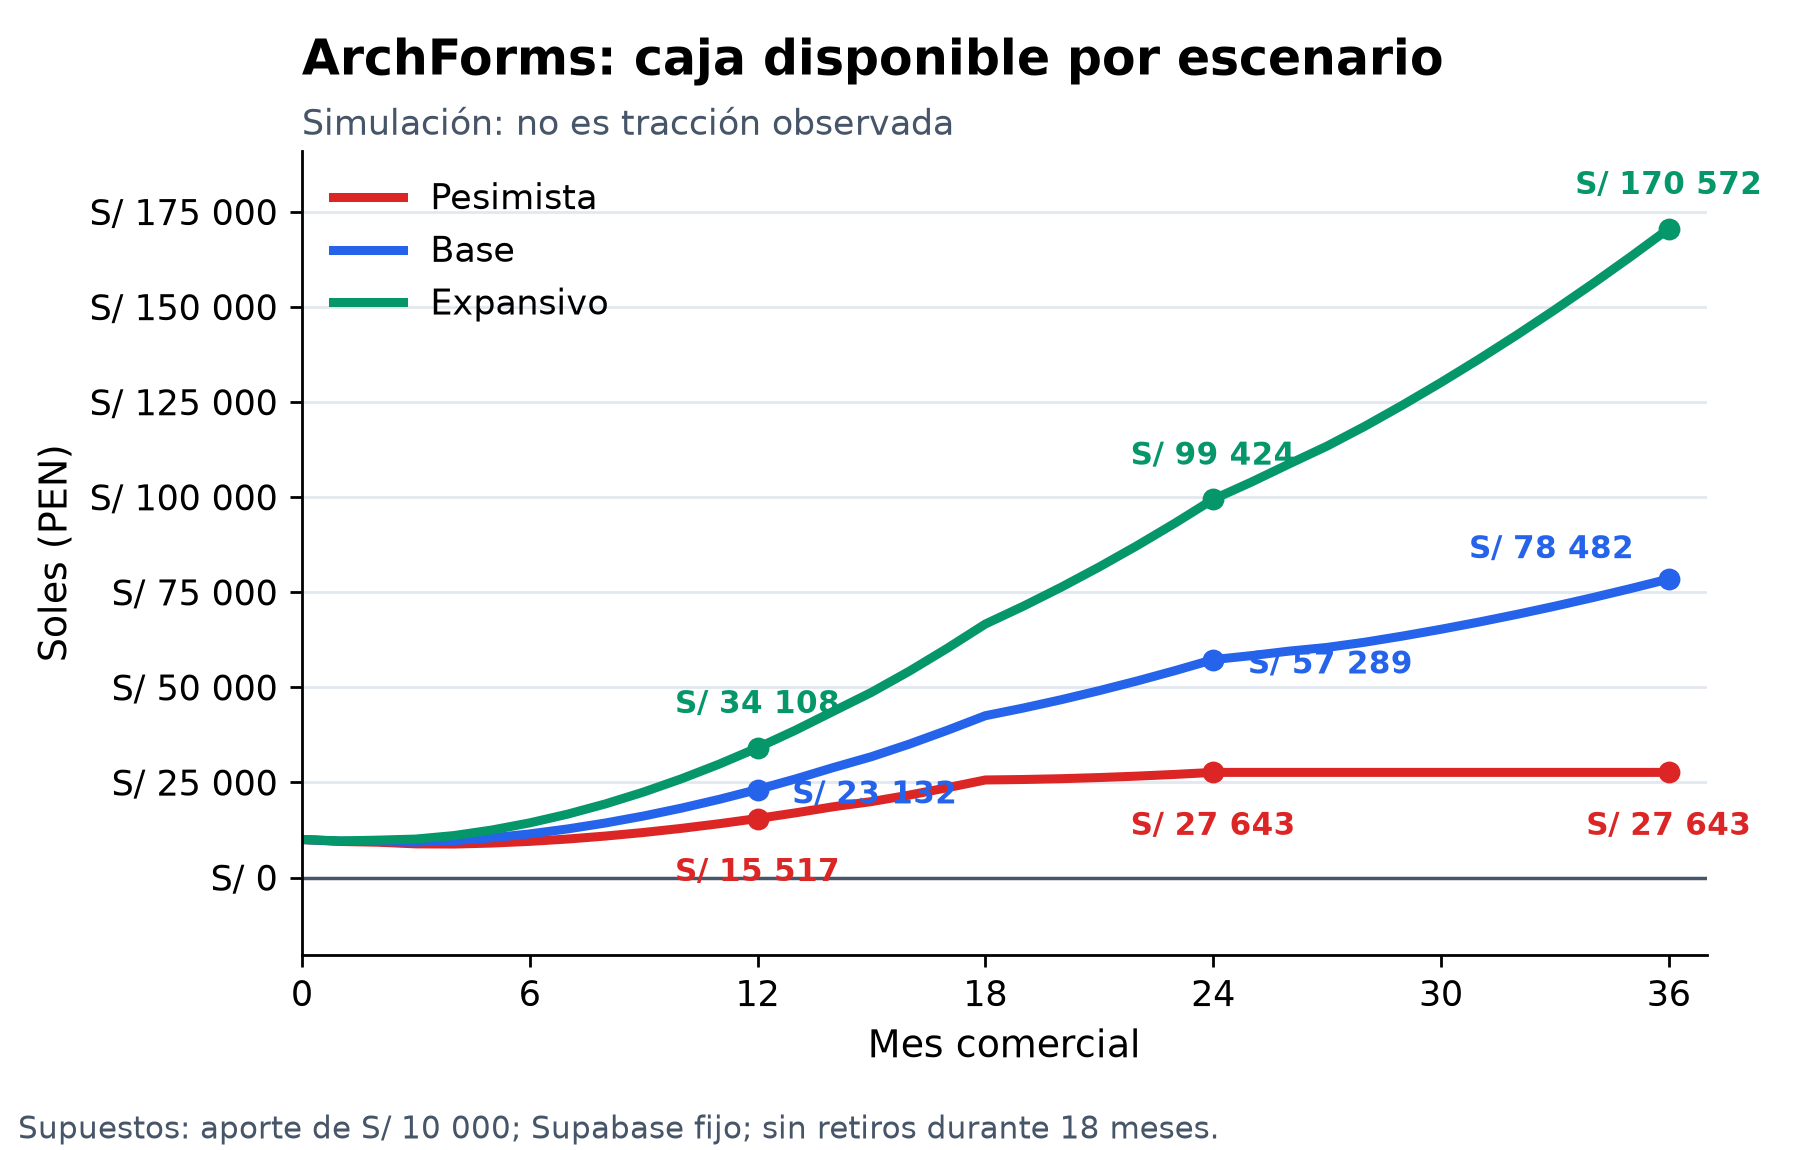 ArchForms: caja disponible por escenario
Simulación: no es tracción observada
Pesimista
Base
Expansivo
Soles (PEN)
S/ 175 000
S/ 150 000
S/ 125 000
S/ 100 000
S/ 75 000
S/ 50 000
S/ 25 000
S/ 0
S/ 170 572
S/ 99 424
S/ 78 482
S/ 57 289
S/ 34 108
S/ 23 132
S/ 27 643
S/ 27 643
S/ 15 517
0
6
12
18
24
30
36
Mes comercial
Supuestos: aporte de S/ 10 000; Supabase fijo; sin retiros durante 18 meses.